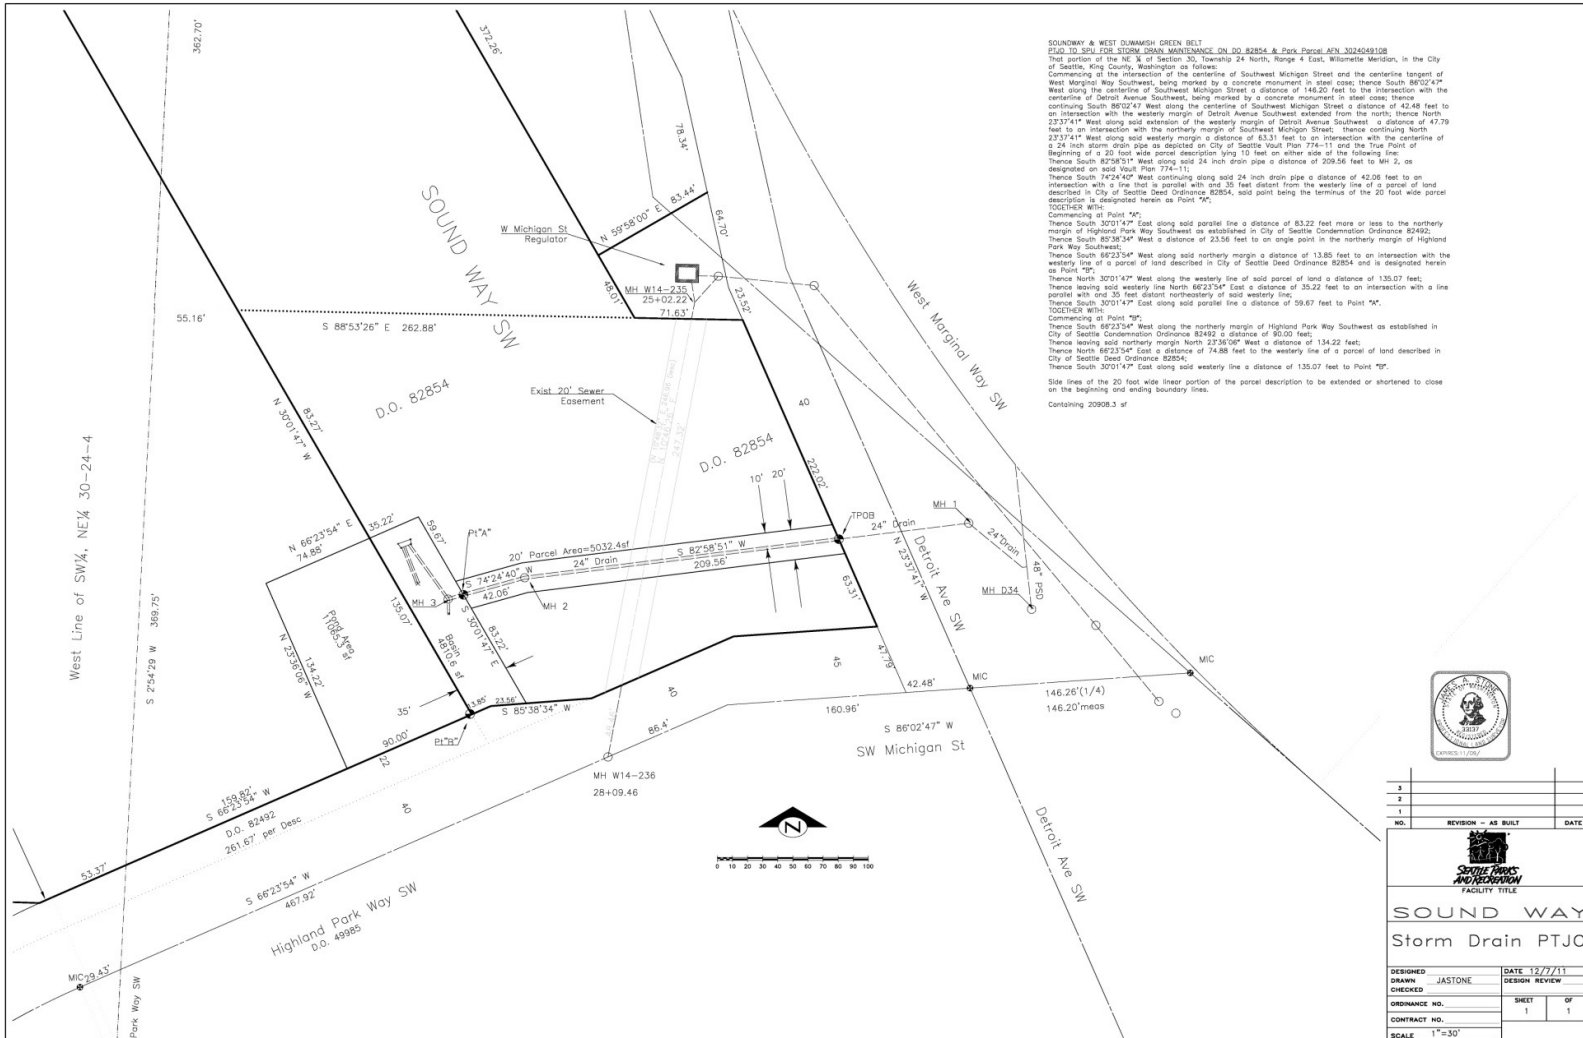 SOUNDWAY & WEST DUWAMISH GREEN BELT
PTJO TO SPU FOR STORM DRAIN MAINTENANCE ON DO 82854 & Park Parcel AFN 3024049108
That portion of the NE ¼ of Section 30, Township 24 North, Range 4 East, Willamette Meridian, in the City
of Seattle, King County, Washington as follows:
Commencing at the intersection of the centerline of Southwest Michigan Street and the centerline tangent of
West Marginal Way Southwest, being marked by a concrete monument in steel case; thence South 86°02'47"
West along the centerline of Southwest Michigan Street a distance of 146.20 feet to the intersection with the
centerline of Detroit Avenue Southwest, being marked by a concrete monument in steel case; thence
continuing South 86°02'47 West along the centerline of Southwest Michigan Street a distance of 42.48 feet to
an intersection with the westerly margin of Detroit Avenue Southwest extended from the north; thence North
23°37'41" West along said extension of the westerly margin of Detroit Avenue Southwest a distance of 47.79
feet to an intersection with the northerly margin of Southwest Michigan Street; thence continuing North
23°37'41" West along said westerly margin a distance of 63.31 feet to an intersection with the centerline of
a 24 inch storm drain pipe as depicted on City of Seattle Vault Plan 774-11 and the True Point of
Beginning of a 20 foot wide parcel description lying 10 feet on either side of the following line:
Thence South 82°58'51" West along said 24 inch drain pipe a distance of 209.56 feet to MH 2, as
designated on said Vault Plan 774-11;
Thence South 74°24'40" West continuing along said 24 inch drain pipe a distance of 42.06 feet to an
intersection with a line that is parallel with and 35 feet distant from the westerly line of a parcel of land
described in City of Seattle Deed Ordinance 82854, said point being the terminus of the 20 foot wide parcel
description is designated herein as Point "A";
TOGETHER WITH:
Commencing at Point "A";
Thence South 30°01'47" East along said parallel line a distance of 83.22 feet more or less to the northerly
margin of Highland Park Way Southwest as established in City of Seattle Condemnation Ordinance 82492;
Thence South 85°38'34" West a distance of 23.56 feet to an angle point in the northerly margin of Highland
Park Way Southwest;
Thence South 66°23'54" West along said northerly margin a distance of 13.85 feet to an intersection with the
westerly line of a parcel of land described in City of Seattle Deed Ordinance 82854 and is designated herein
as Point "B";
Thence North 30°01'47" West along the westerly line of said parcel of land a distance of 135.07 feet;
Thence leaving said westerly line North 66°23'54" East a distance of 35.22 feet to an intersection with a line
parallel with and 35 feet distant northeasterly of said westerly line;
Thence South 30°01'47" East along said parallel line a distance of 59.67 feet to Point "A".
TOGETHER WITH:
Commencing at Point "B";
Thence South 66°23'54" West along the northerly margin of Highland Park Way Southwest as established in
City of Seattle Condemnation Ordinance 82492 a distance of 90.00 feet;
Thence leaving said northerly margin North 23°36'06" West a distance of 134.22 feet;
Thence North 66°23'54" East a distance of 74.88 feet to the westerly line of a parcel of land described in
City of Seattle Deed Ordinance 82854;
Thence South 30°01'47" East along said westerly line a distance of 135.07 feet to Point "B".
Side lines of the 20 foot wide linear portion of the parcel description to be extended or shortened to close
on the beginning and ending boundary lines.
Containing 20908.3 sf
362.70'
372.26'
78.34'
SOUND WAY SW
N 59°58'00" E 83.44'
64.70'
W Michigan St
Regulator
MH W14-235
25+02.22
48.01'
71.63'
23.52'
55.16'
S 88°53'26" E 262.88'
West Marginal Way SW
Exist 20' Sewer
Easement
247.32'
D.O. 82854
83.27'
N 30°01'47" W
D.O. 82854
40
222.02'
10' 20'
West Line of SW¼, NE¼ 30-24-4
S 2°54'29 W 369.75'
N 66°23'54" E
74.88'
35.22'
59.67'
Pt"A"
TPOB
24" Drain
MH 1
24"Drain
48" PSD
MH D34
20' Parcel Area=5032.4sf
24" Drain
S 82°58'51" W
209.56'
S 74°24'40" W
42.06'
MH 3
MH 2
N 23°37'41" W
Detroit Ave SW
63.31'
135.07'
S 30°01'47" E
83.22'
Basin
4810.6 sf
Pond Area
11065.3 sf
N 23°36'06" W
134.22'
35'
13.85'
23.56'
S 85°38'34" W
Pt"B"
90.00'
22
40
45
47.79'
42.48'
MIC
MIC
146.26'(1/4)
146.20'meas
160.96'
S 86°02'47" W
SW Michigan St
86.4'
MH W14-236
28+09.46
159.82'
S 66°23'54" W
D.O. 82492
261.67' per Desc
40
53.37'
S 66°23'54" W
467.92'
Highland Park Way SW
D.O. 49985
MIC
29.43'
Park Way SW
Detroit Ave SW
N
0 10 20 30 40 50 60 70 80 90 100
JAMES A. STONE
STATE OF WASHINGTON
33137
PROFESSIONAL LAND SURVEYOR
3
2
1
NO. REVISION - AS BUILT DATE
SEATTLE PARKS
AND RECREATION
FACILITY TITLE
SOUND WAY
Storm Drain PTJO
DESIGNED
DATE 12/7/11
DRAWN JASTONE
DESIGN REVIEW
CHECKED
ORDINANCE NO.
SHEET OF
1 1
CONTRACT NO.
SCALE 1"=30'